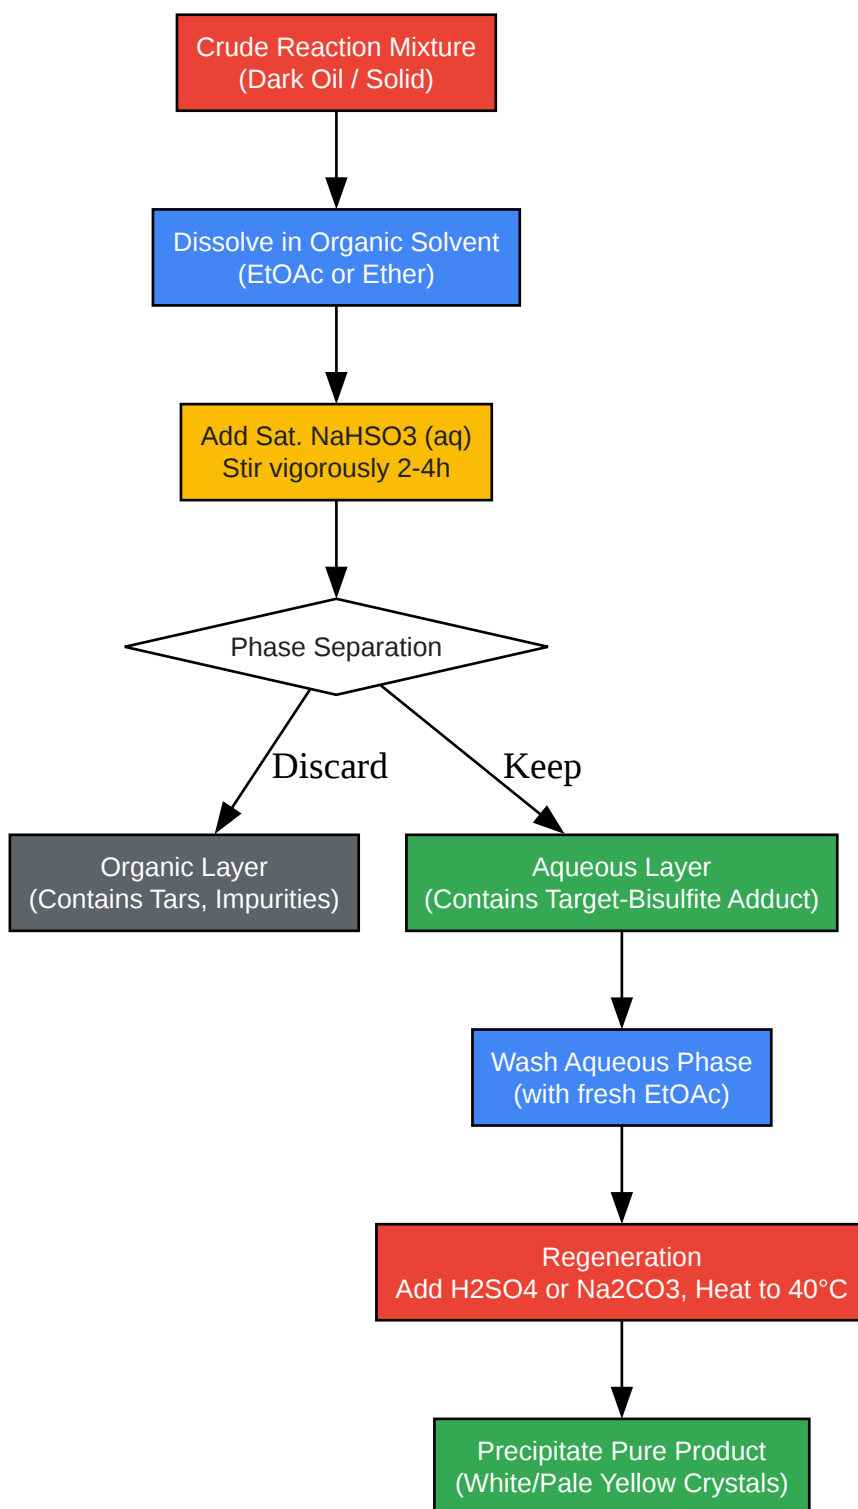 Crude Reaction Mixture
(Dark Oil / Solid)
Dissolve in Organic Solvent
(EtOAc or Ether)
Add Sat. NaHSO3 (aq)
Stir vigorously 2-4h
Phase Separation
Discard
Keep
Organic Layer
(Contains Tars, Impurities)
Aqueous Layer
(Contains Target-Bisulfite Adduct)
Wash Aqueous Phase
(with fresh EtOAc)
Regeneration
Add H2SO4 or Na2CO3, Heat to 40°C
Precipitate Pure Product
(White/Pale Yellow Crystals)